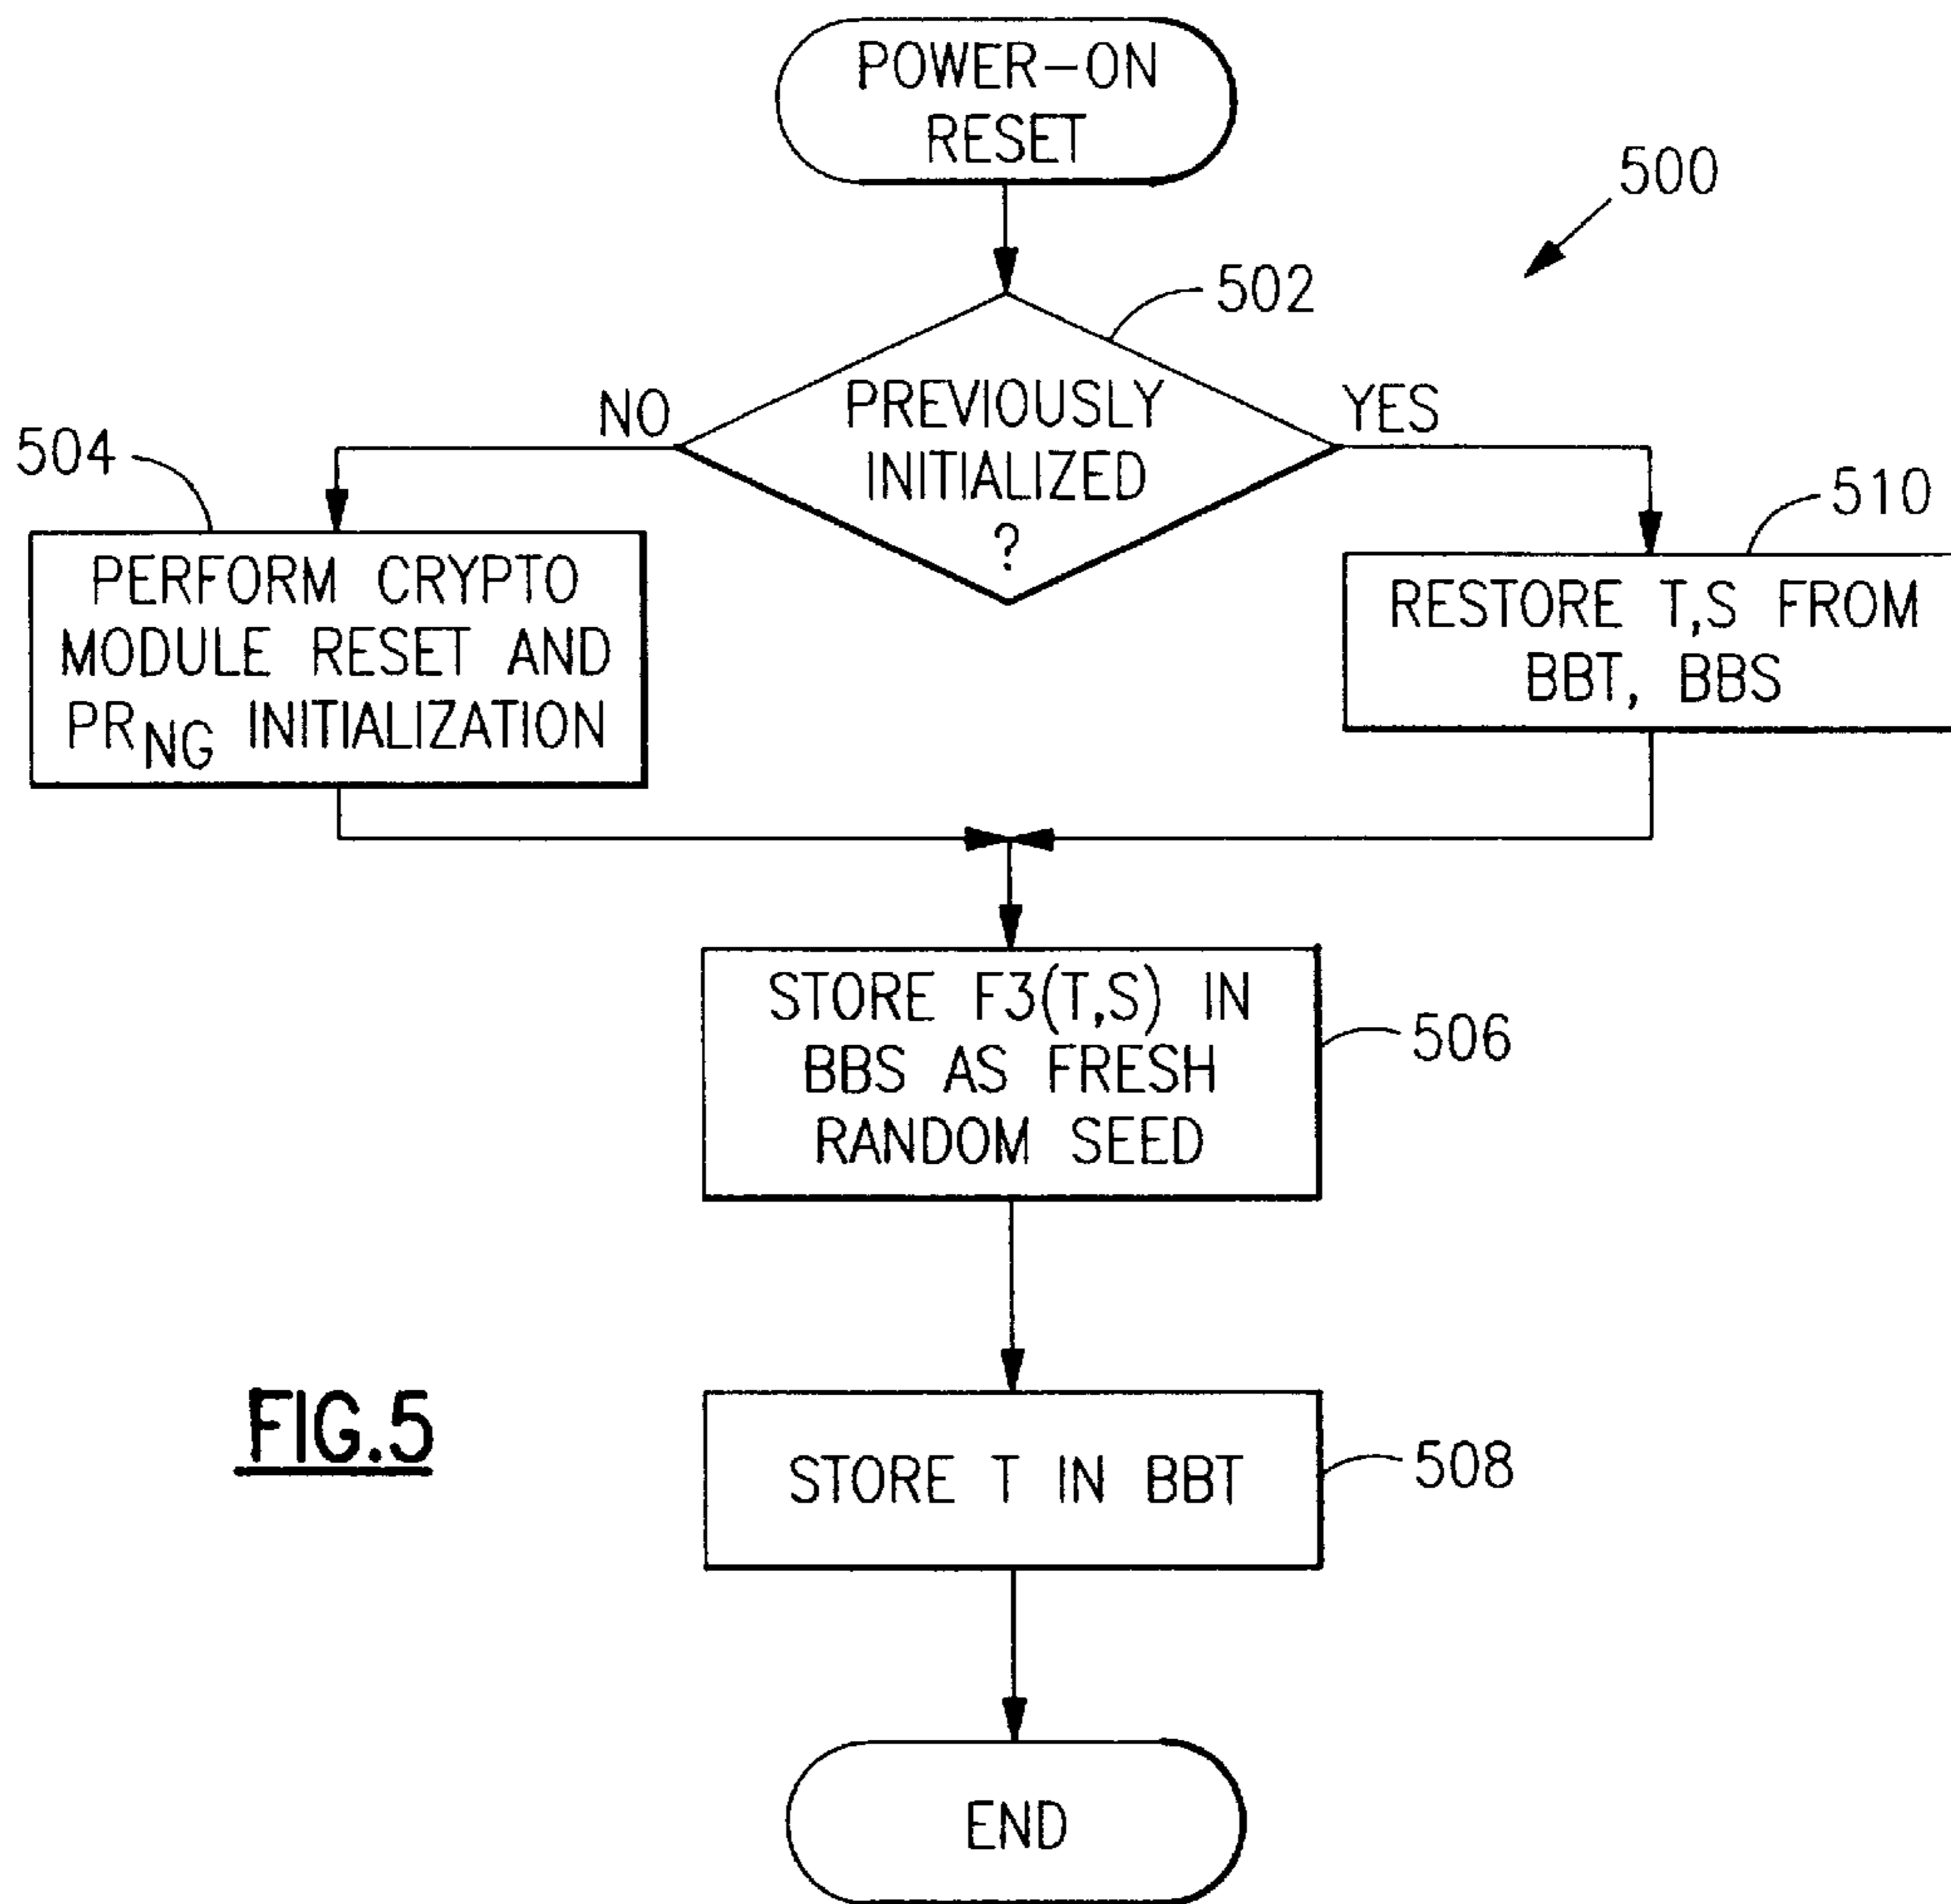 POWER-ON
RESET
500
502
PREVIOUSLY
INITIALIZED
?
NO
YES
504
PERFORM CRYPTO
MODULE RESET AND
PRNG INITIALIZATION
510
RESTORE T,S FROM
BBT, BBS
STORE F3(T,S) IN
BBS AS FRESH
RANDOM SEED
506
STORE T IN BBT
508
FIG.5
END